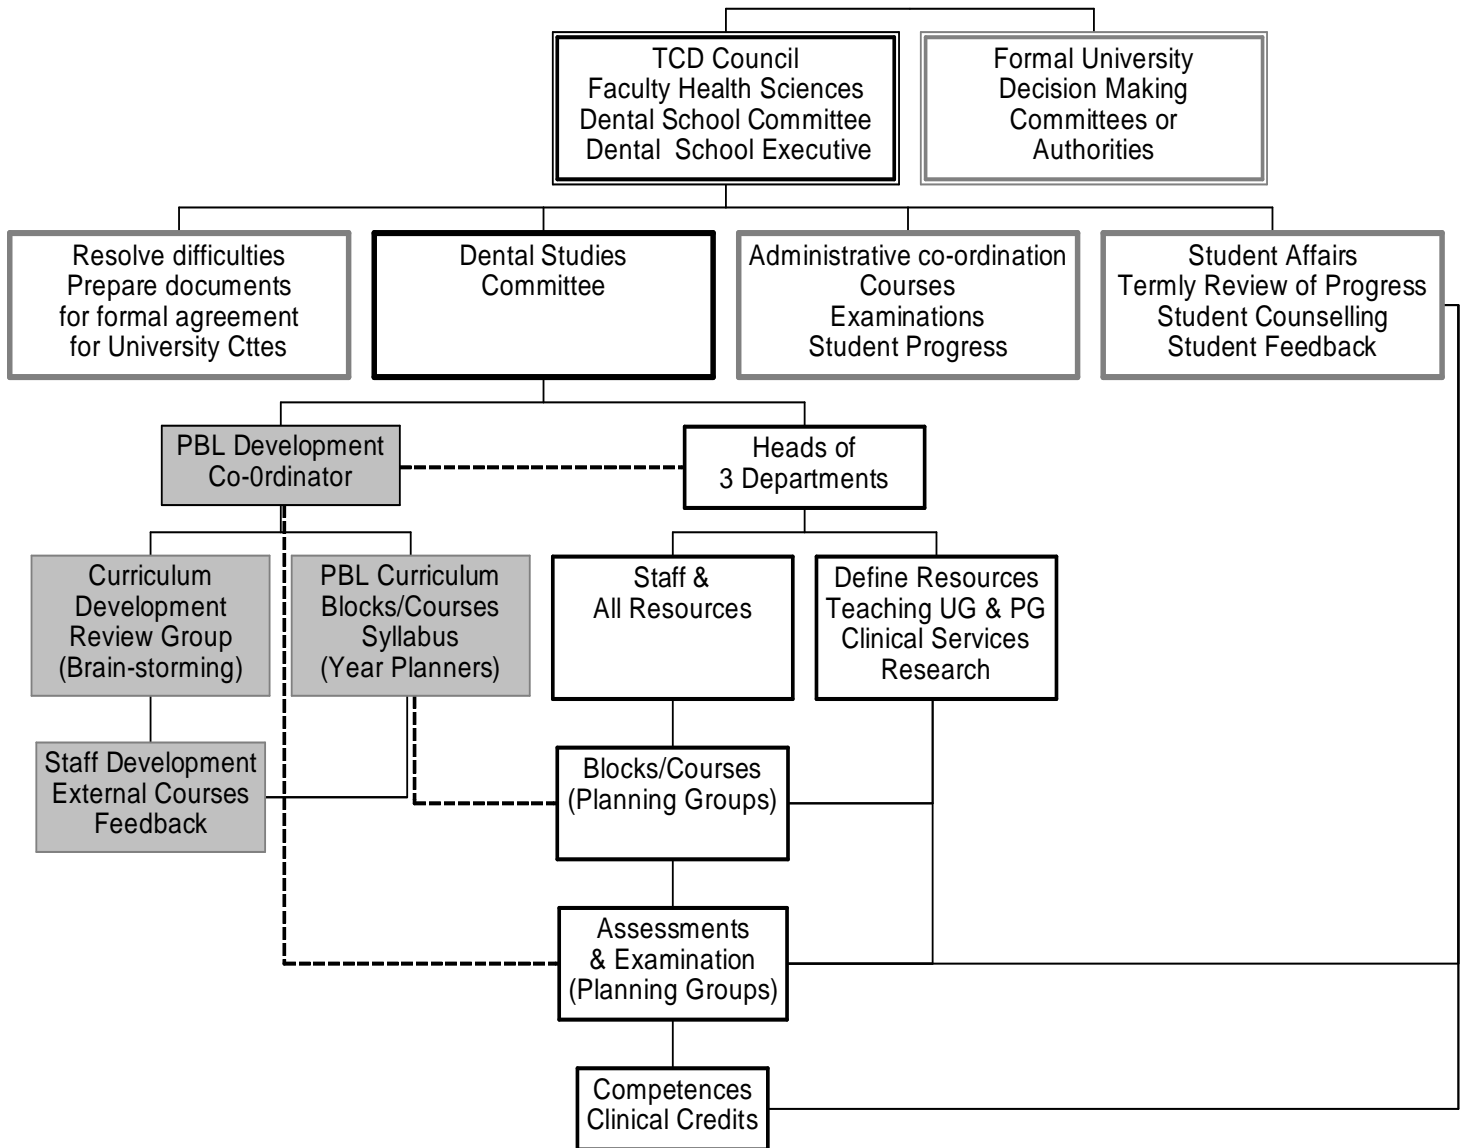 TCD Council
Faculty Health Sciences
Dental School Committee
Dental School Executive
Formal University
Decision Making
Committees or
Authorities
Resolve difficulties
Prepare documents
for formal agreement
for University Cttes
Dental Studies
Committee
Administrative co-ordination
Courses
Examinations
Student Progress
Student Affairs
Termly Review of Progress
Student Counselling
Student Feedback
PBL Development
Co-0rdinator
Heads of
3 Departments
Curriculum
Development
Review Group
(Brain-storming)
PBL Curriculum
Blocks/Courses
Syllabus
(Year Planners)
Staff &
All Resources
Define Resources
Teaching UG & PG
Clinical Services
Research
Staff Development
External Courses
Feedback
Blocks/Courses
(Planning Groups)
Assessments
& Examination
(Planning Groups)
Competences
Clinical Credits